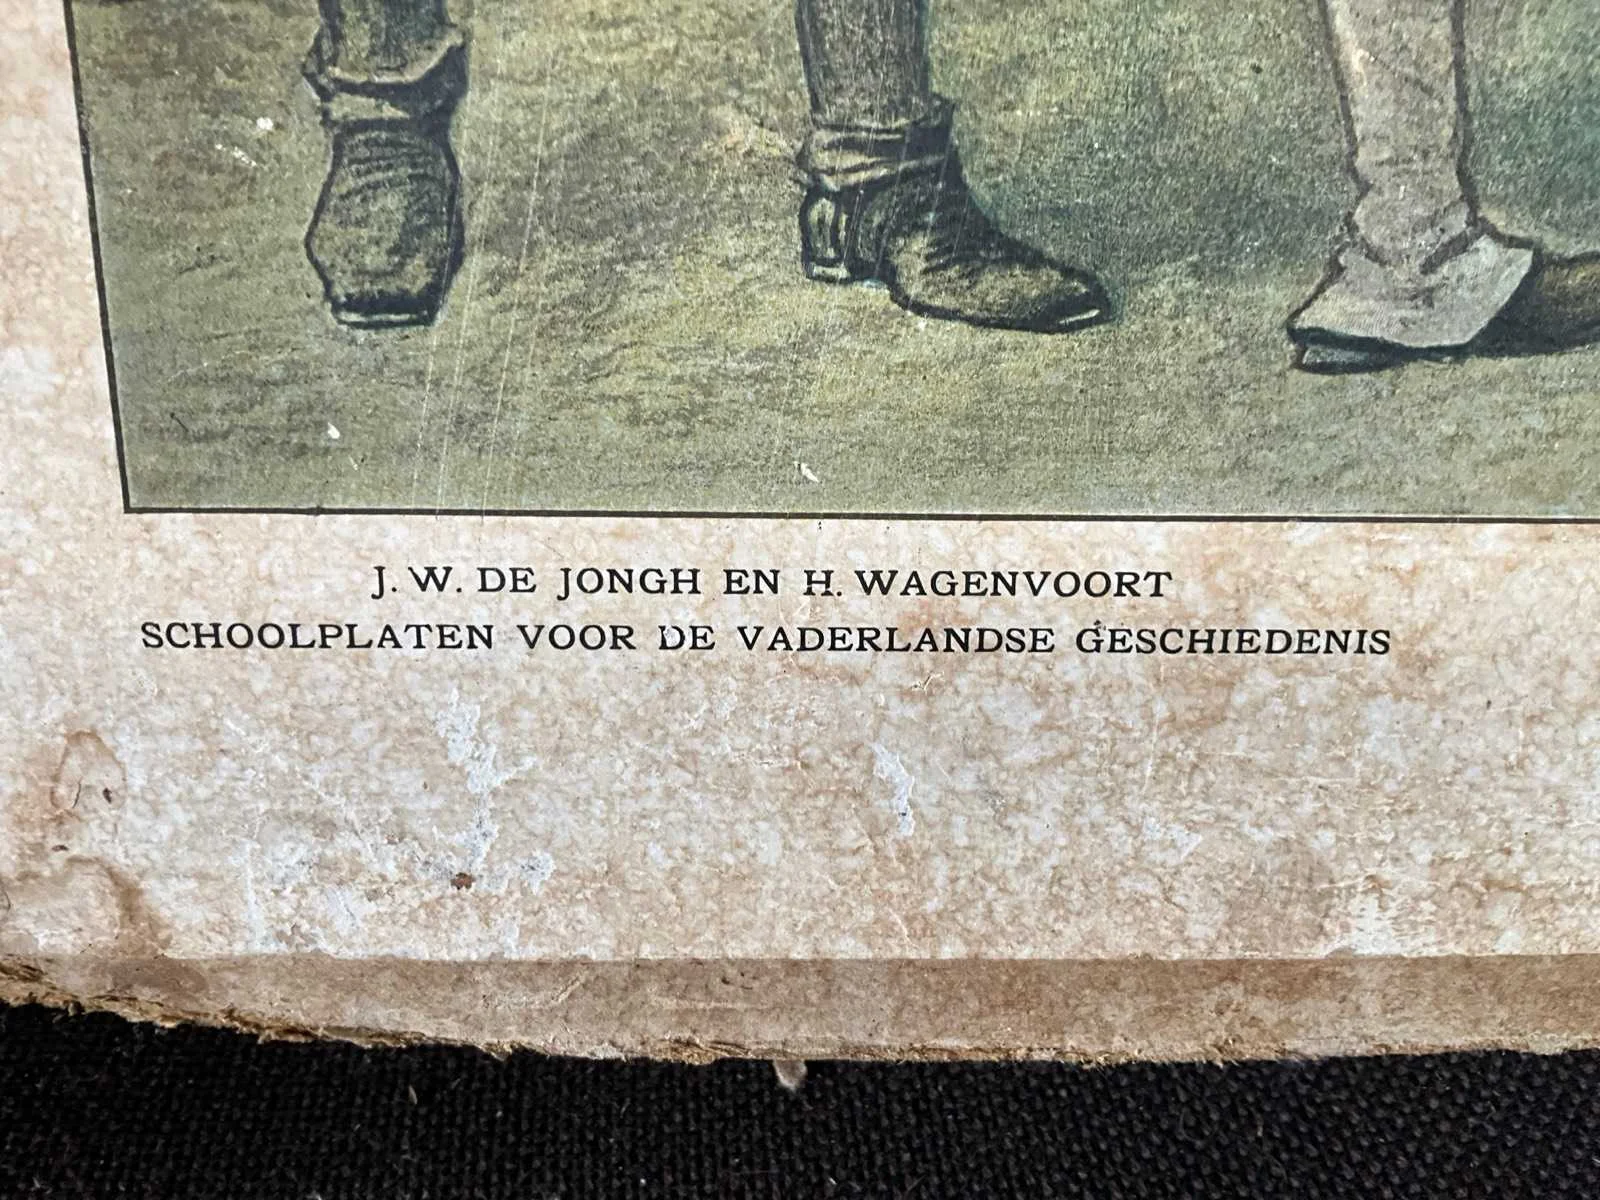 J. W. DE JONGH EN H. WAGENVOORT
SCHOOLPLATEN VOOR DE VADERLANDSE GESCHIEDENIS